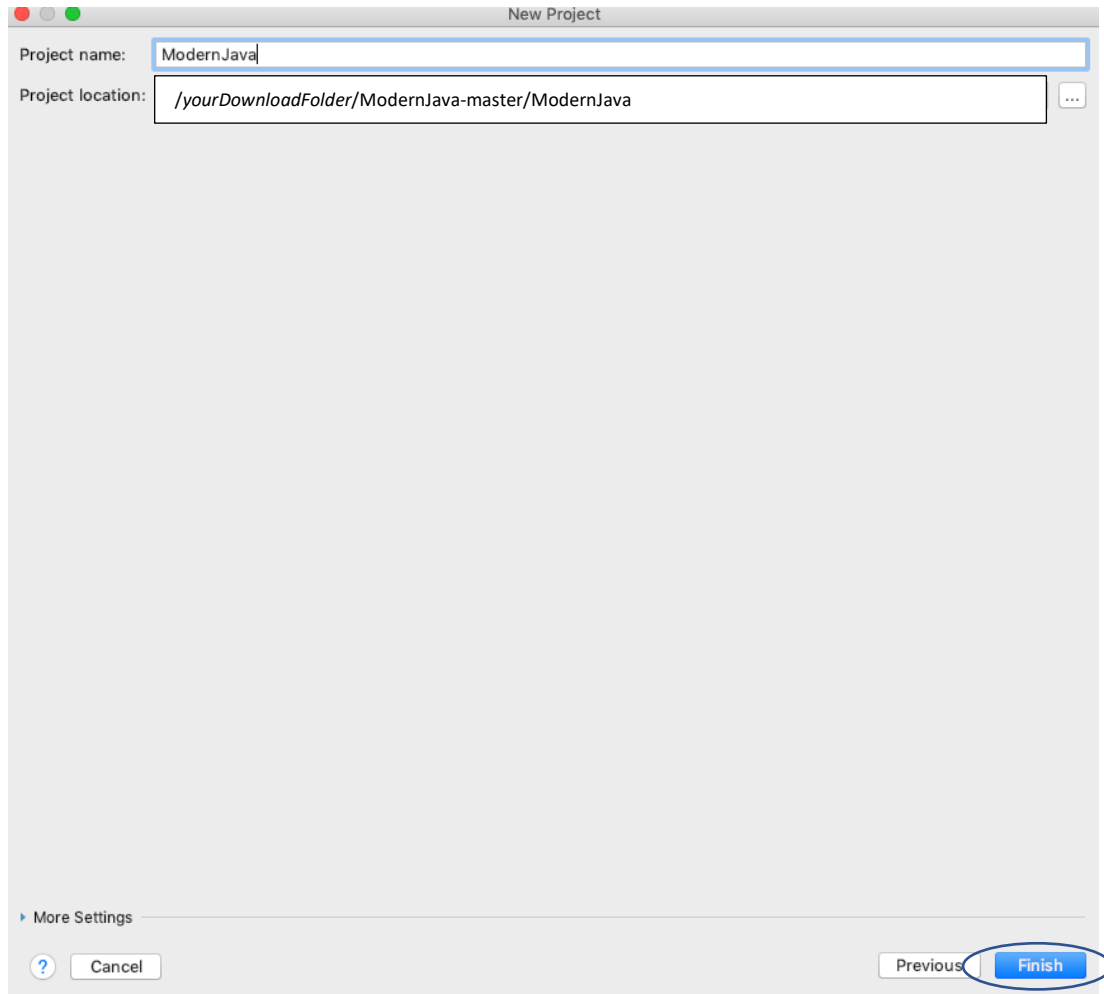 New Project
Project name: ModernJava
Project location: /yourDownloadFolder/ModernJava-master/ModernJava ...
More Settings
? Cancel Previous Finish